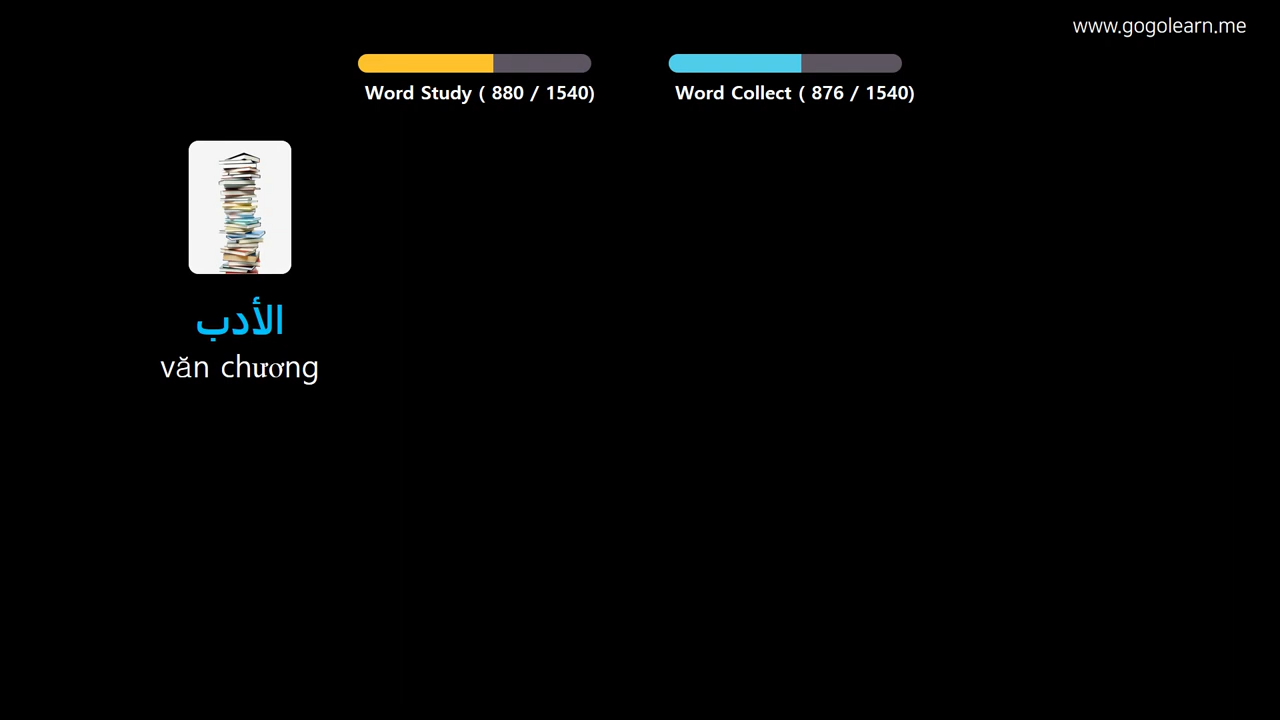 www.gogolearn.me
Word Study ( 880 / 1540)
Word Collect ( 876 / 1540)
الأدب
văn chương